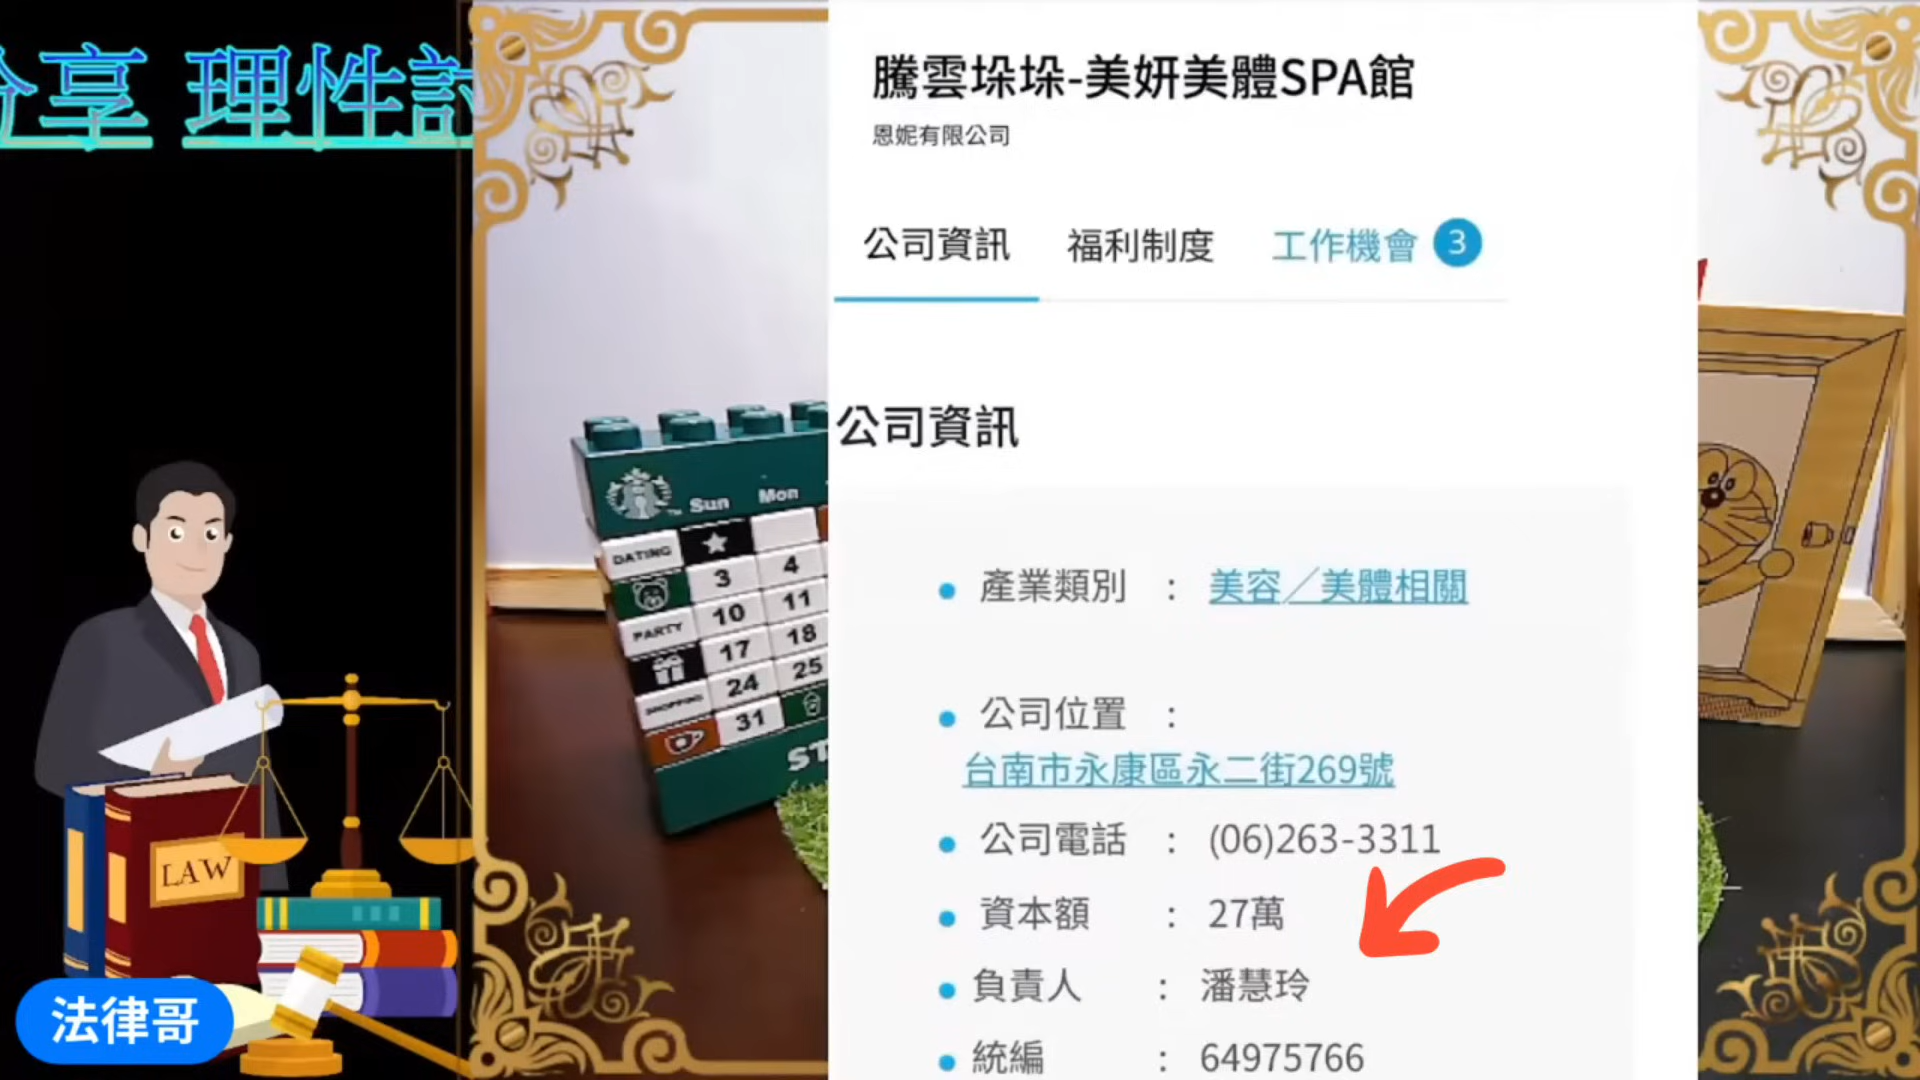 分享 理性討
騰雲垛垛-美妍美體SPA館
恩妮有限公司
公司資訊
福利制度
工作機會 3
公司資訊
產業類別 : 美容／美體相關
公司位置 :
台南市永康區永二街269號
公司電話 : (06)263-3311
資本額 : 27萬
負責人 : 潘慧玲
統編 : 64975766
Sun Mon
DATING
3 4
10 11
PARTY
17 18
24 25
SHOPPING
31
ST
LAW
法律哥